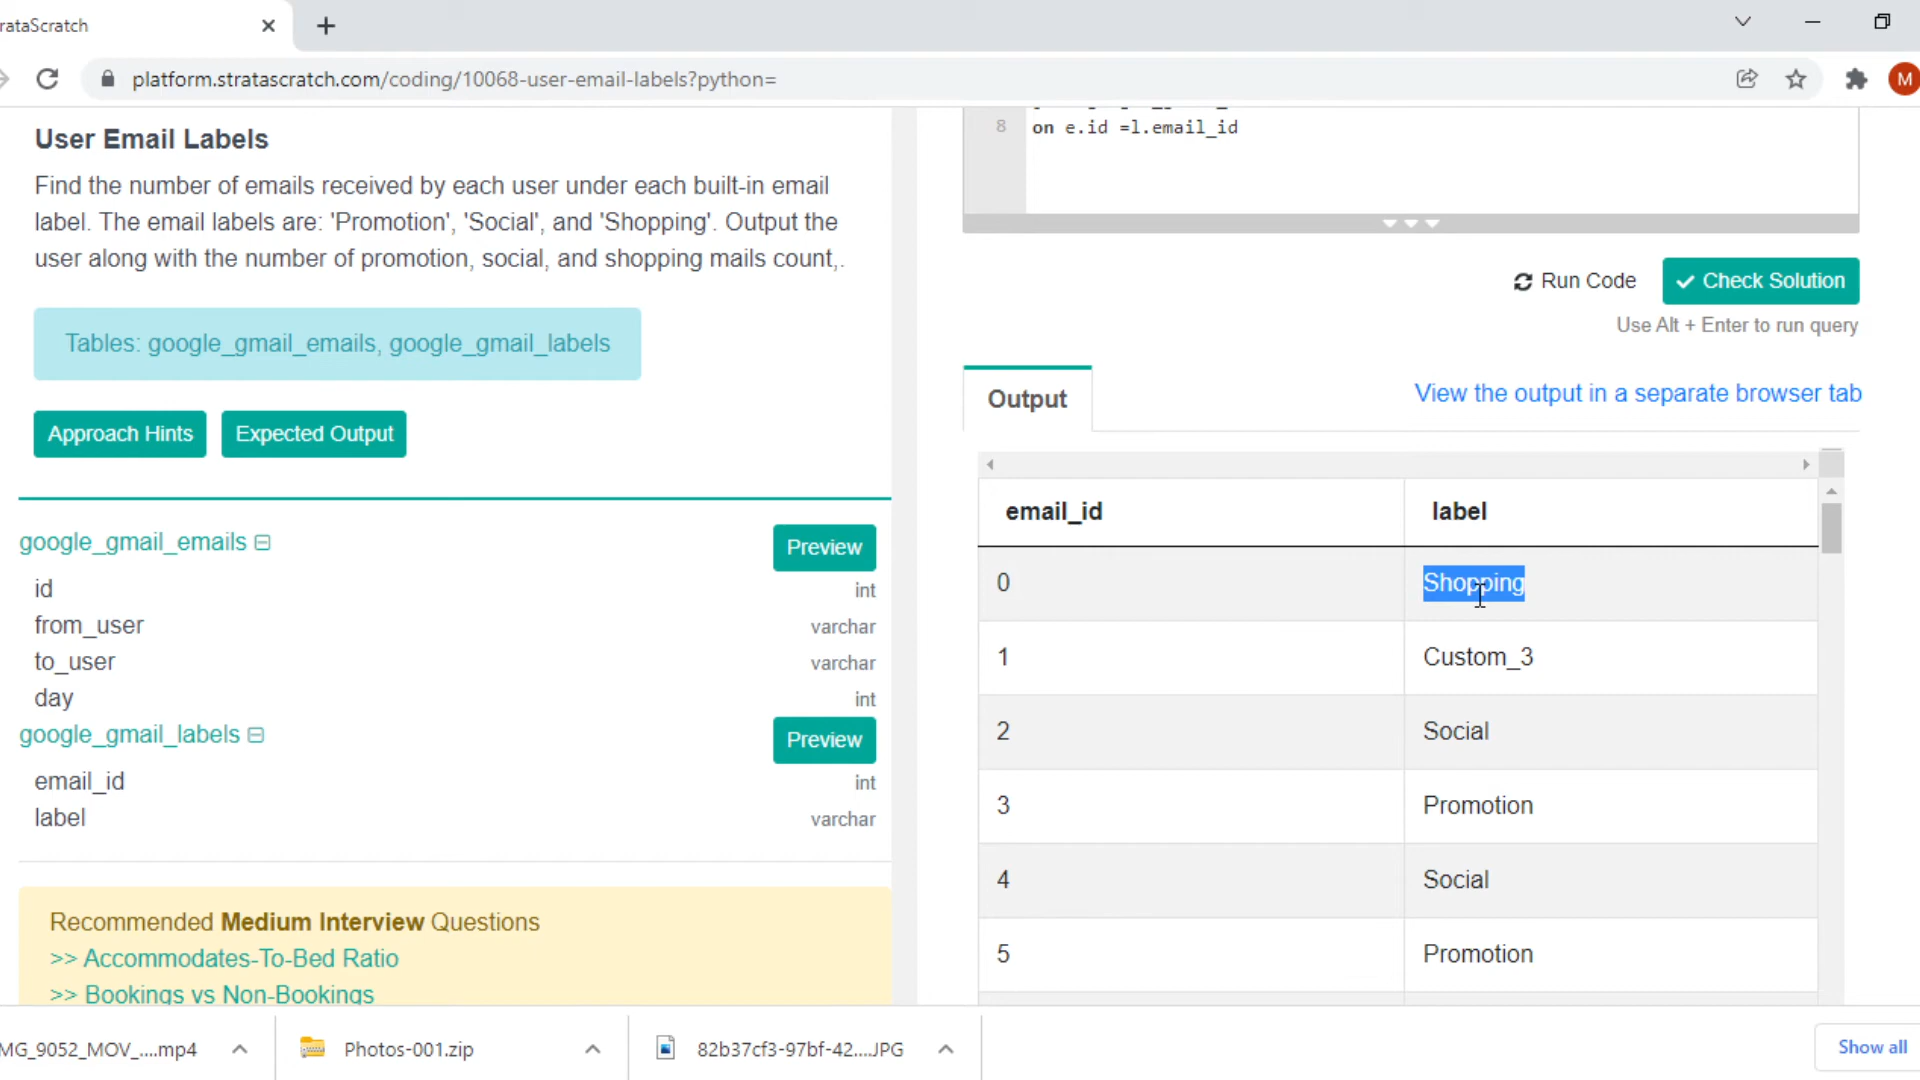 rataScratch
platform.stratascratch.com/coding/10068-user-email-labels?python=
M
User Email Labels
Find the number of emails received by each user under each built-in email
label. The email labels are: 'Promotion', 'Social', and 'Shopping'. Output the
user along with the number of promotion, social, and shopping mails count,.
Tables: google_gmail_emails, google_gmail_labels
Approach Hints
Expected Output
google_gmail_emails
Preview
id int
from_user varchar
to_user varchar
day int
google_gmail_labels
Preview
email_id int
label varchar
Recommended Medium Interview Questions
>> Accommodates-To-Bed Ratio
>> Bookings vs Non-Bookings
8 on e.id =l.email_id
Run Code
Check Solution
Use Alt + Enter to run query
Output
View the output in a separate browser tab
email_id label
0 Shopping
1 Custom_3
2 Social
3 Promotion
4 Social
5 Promotion
MG_9052_MOV_....mp4
Photos-001.zip
82b37cf3-97bf-42....JPG
Show all